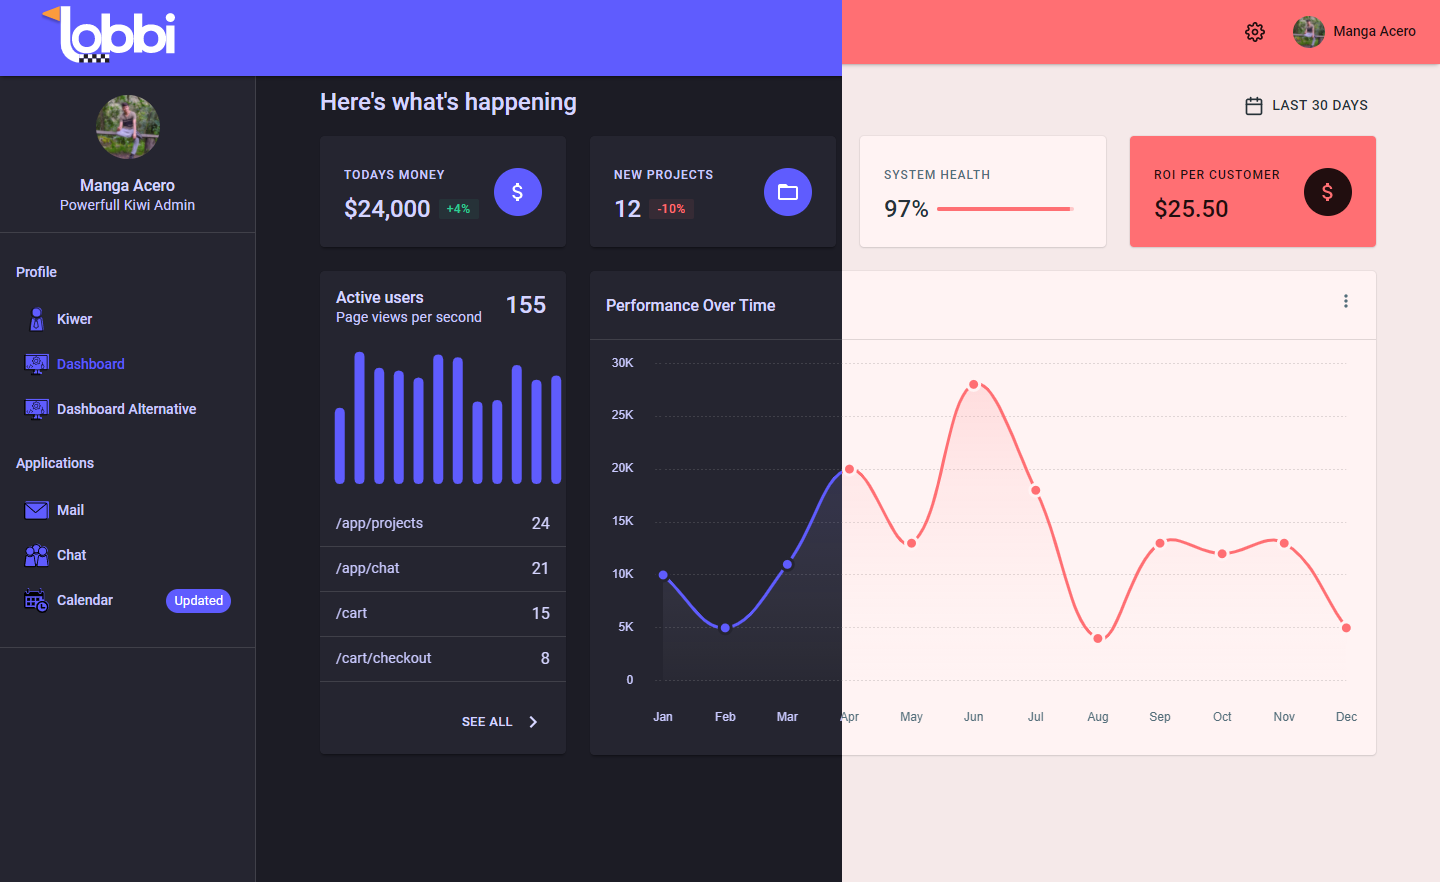 lobbi
Manga Acero
Here's what's happening
LAST 30 DAYS
Manga Acero
Powerfull Kiwi Admin
TODAYS MONEY
$24,000 +4%
NEW PROJECTS
12 -10%
SYSTEM HEALTH
97%
ROI PER CUSTOMER
$25.50
$
$
Profile
Kiwer
Dashboard
Dashboard Alternative
Applications
Mail
Chat
Calendar Updated
Active users
155
Page views per second
/app/projects 24
/app/chat 21
/cart 15
/cart/checkout 8
SEE ALL
Performance Over Time
30K
25K
20K
15K
10K
5K
0
Jan Feb Mar Apr May Jun Jul Aug Sep Oct Nov Dec